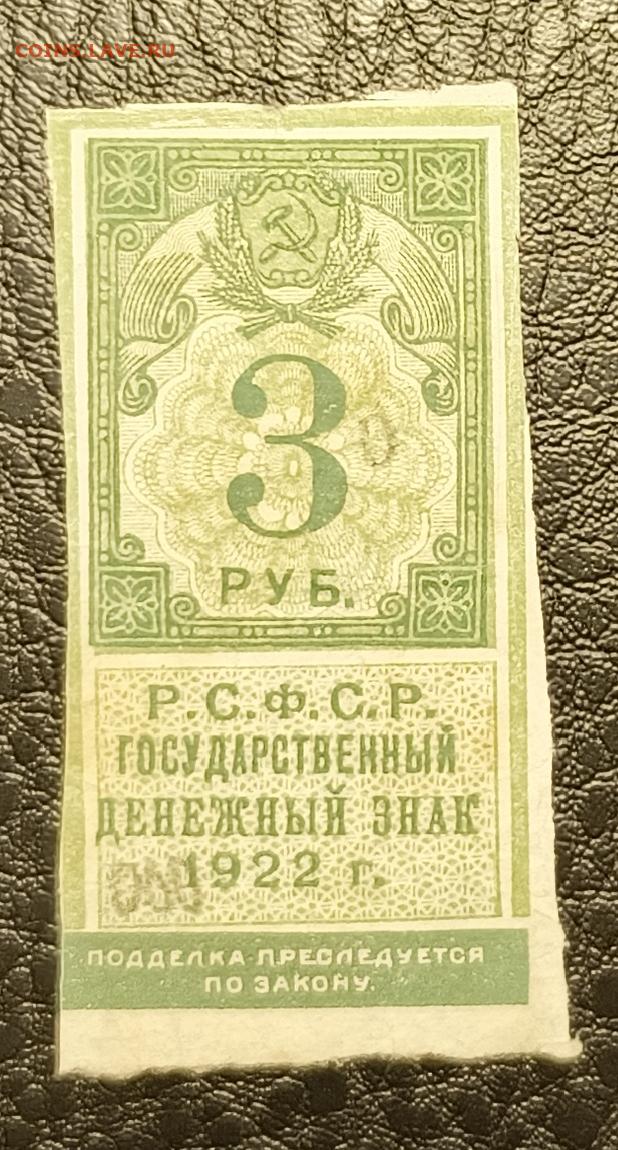 COINS.LAVE.RU
3
РУБ.
Р.С.Ф.С.Р.
ГОСУДАРСТВЕННЫЙ
ДЕНЕЖНЫЙ ЗНАК
1922 г.
ПОДДЕЛКА ПРЕСЛЕДУЕТСЯ
ПО ЗАКОНУ.